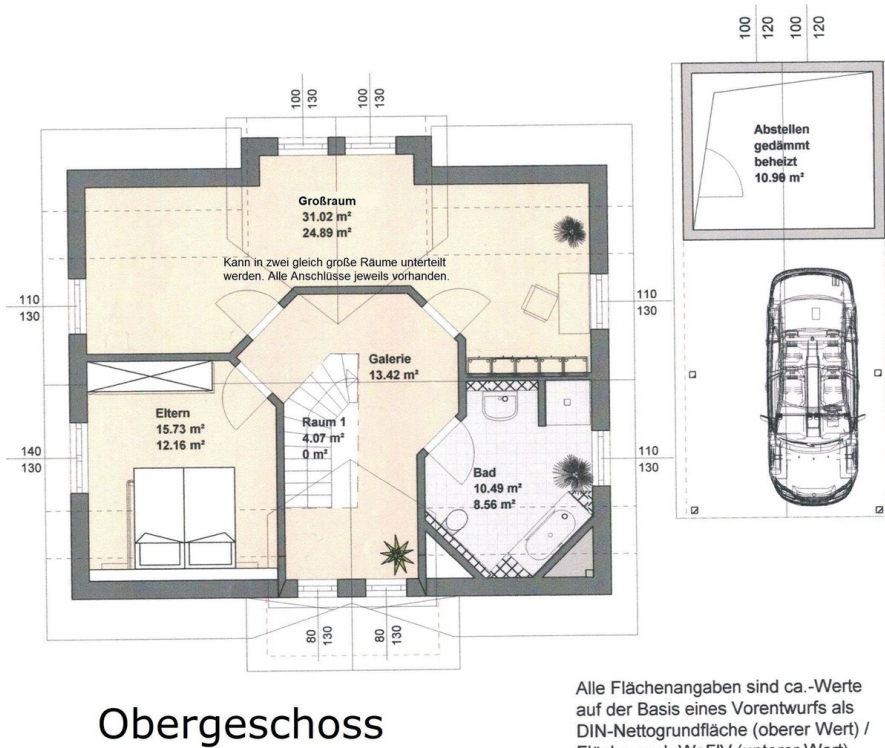 100
130
100
130
100
120
100
120
Abstellen
gedämmt
beheizt
10.98 m²
Großraum
31.02 m²
24.89 m²
Kann in zwei gleich große Räume unterteilt
werden. Alle Anschlüsse jeweils vorhanden.
110
130
110
130
Galerie
13.42 m²
Eltern
15.73 m²
12.16 m²
Raum 1
4.07 m²
0 m²
140
130
110
130
Bad
10.49 m²
8.56 m²
80
130
80
130
Obergeschoss
Alle Flächenangaben sind ca.-Werte
auf der Basis eines Vorentwurfs als
DIN-Nettogrundfläche (oberer Wert) /